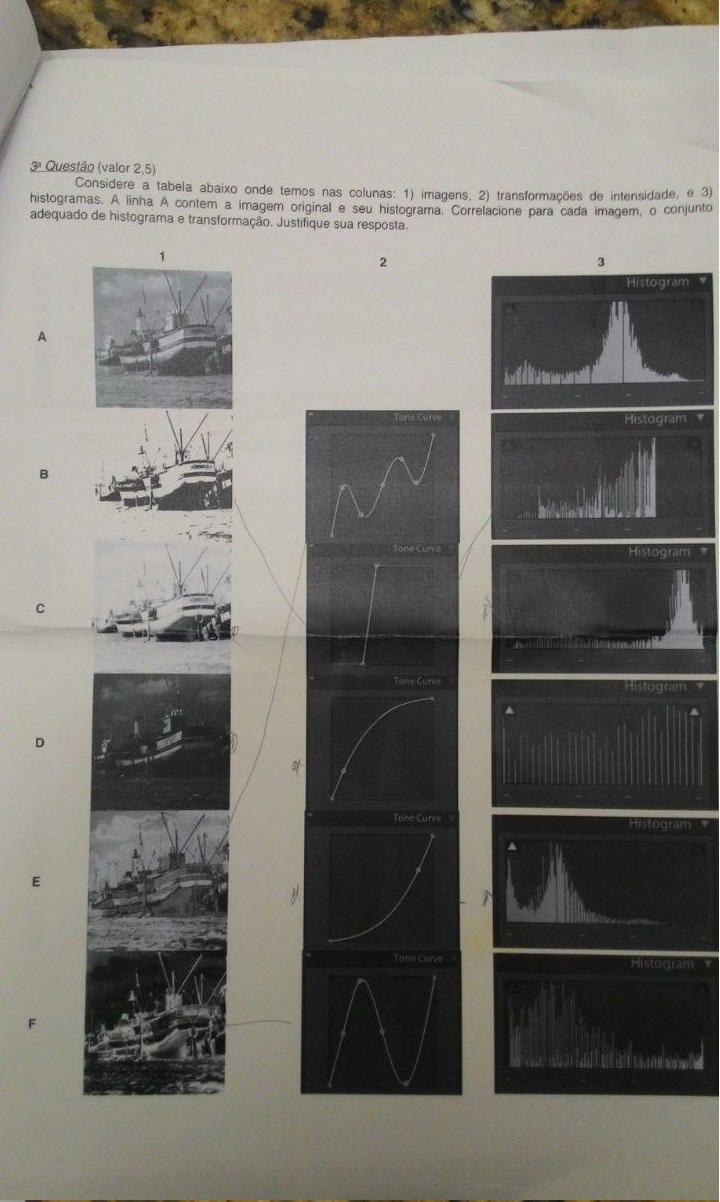 3ª Questão (valor 2,5)
Considere a tabela abaixo onde temos nas colunas: 1) imagens, 2) transformações de intensidade, e 3)
histogramas. A linha A contem a imagem original e seu histograma. Correlacione para cada imagem, o conjunto
adequado de histograma e transformação. Justifique sua resposta.
1 2 3
A
Histogram
B
Tone Curve
Histogram
C
Tone Curve
Histogram
D
Tone Curve
Histogram
E
Tone Curve
Histogram
F
Tone Curve
Histogram